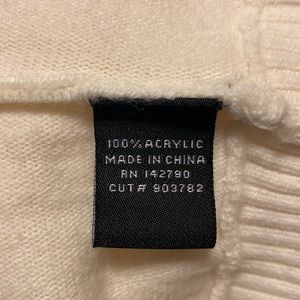 100% ACRYLIC
MADE IN CHINA
RN 142790
CUT# 903782